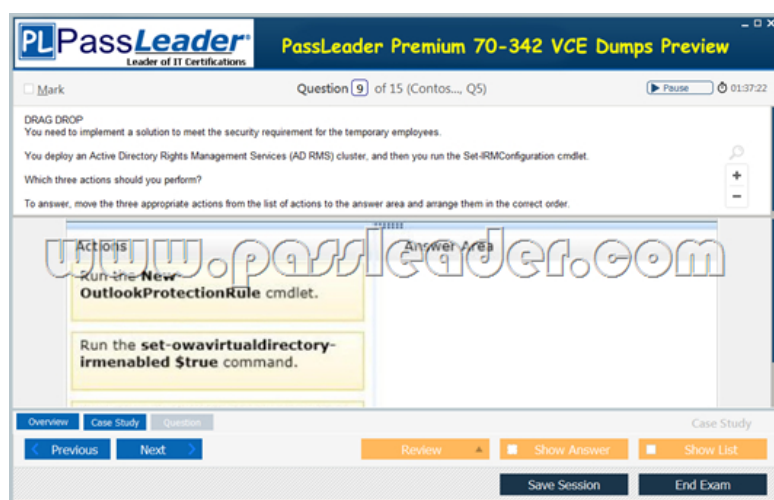 PL PassLeader®
Leader of IT Certifications
PassLeader Premium 70-342 VCE Dumps Preview
Mark
Question 9 of 15 (Contos..., Q5)
Pause
01:37:22
DRAG DROP
You need to implement a solution to meet the security requirement for the temporary employees.
You deploy an Active Directory Rights Management Services (AD RMS) cluster, and then you run the Set-IRMConfiguration cmdlet.
Which three actions should you perform?
To answer, move the three appropriate actions from the list of actions to the answer area and arrange them in the correct order.
Actions
Answer Area
www.passleader.com
Run the New-
OutlookProtectionRule cmdlet.
Run the set-owavirtualdirectory-
irmenabled $true command.
Overview
Case Study
Question
Case Study
Previous
Next
Review
Show Answer
Show List
Save Session
End Exam